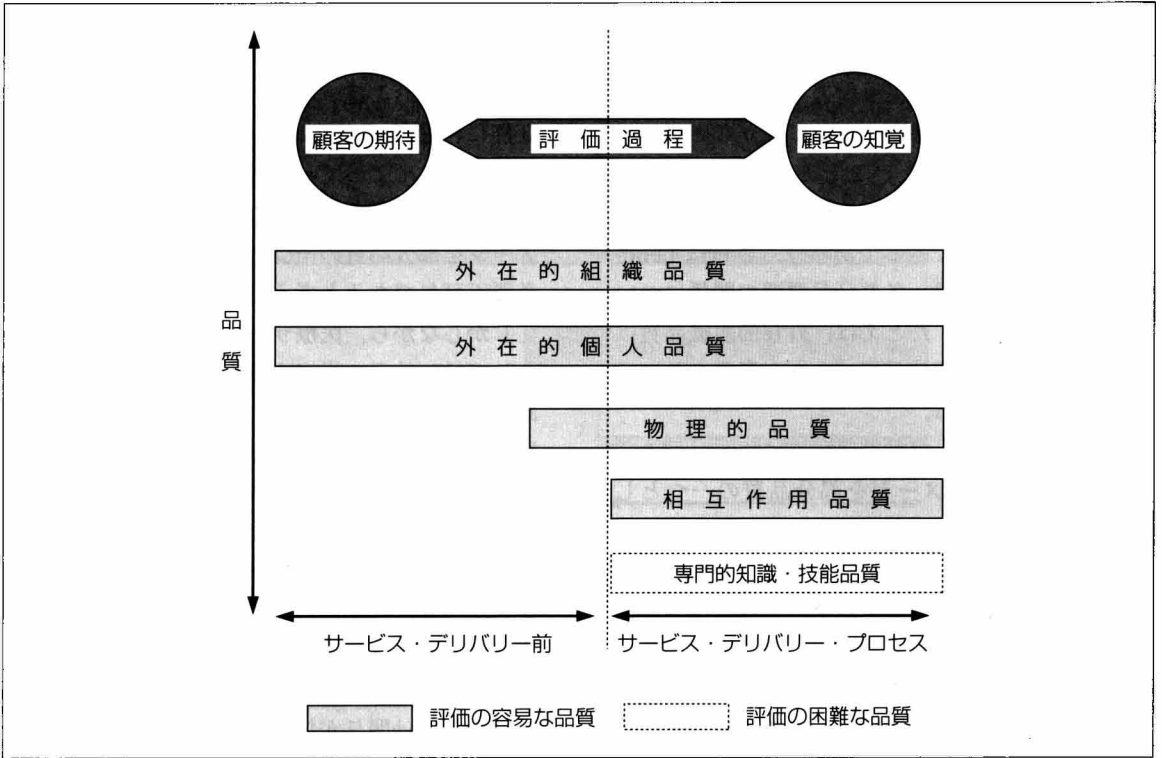 顧客の期待
評価過程
顧客の知覚
外在的組織品質
外在的個人品質
品質
物理的品質
相互作用品質
専門的知識・技能品質
サービス・デリバリー前
サービス・デリバリー・プロセス
評価の容易な品質
評価の困難な品質